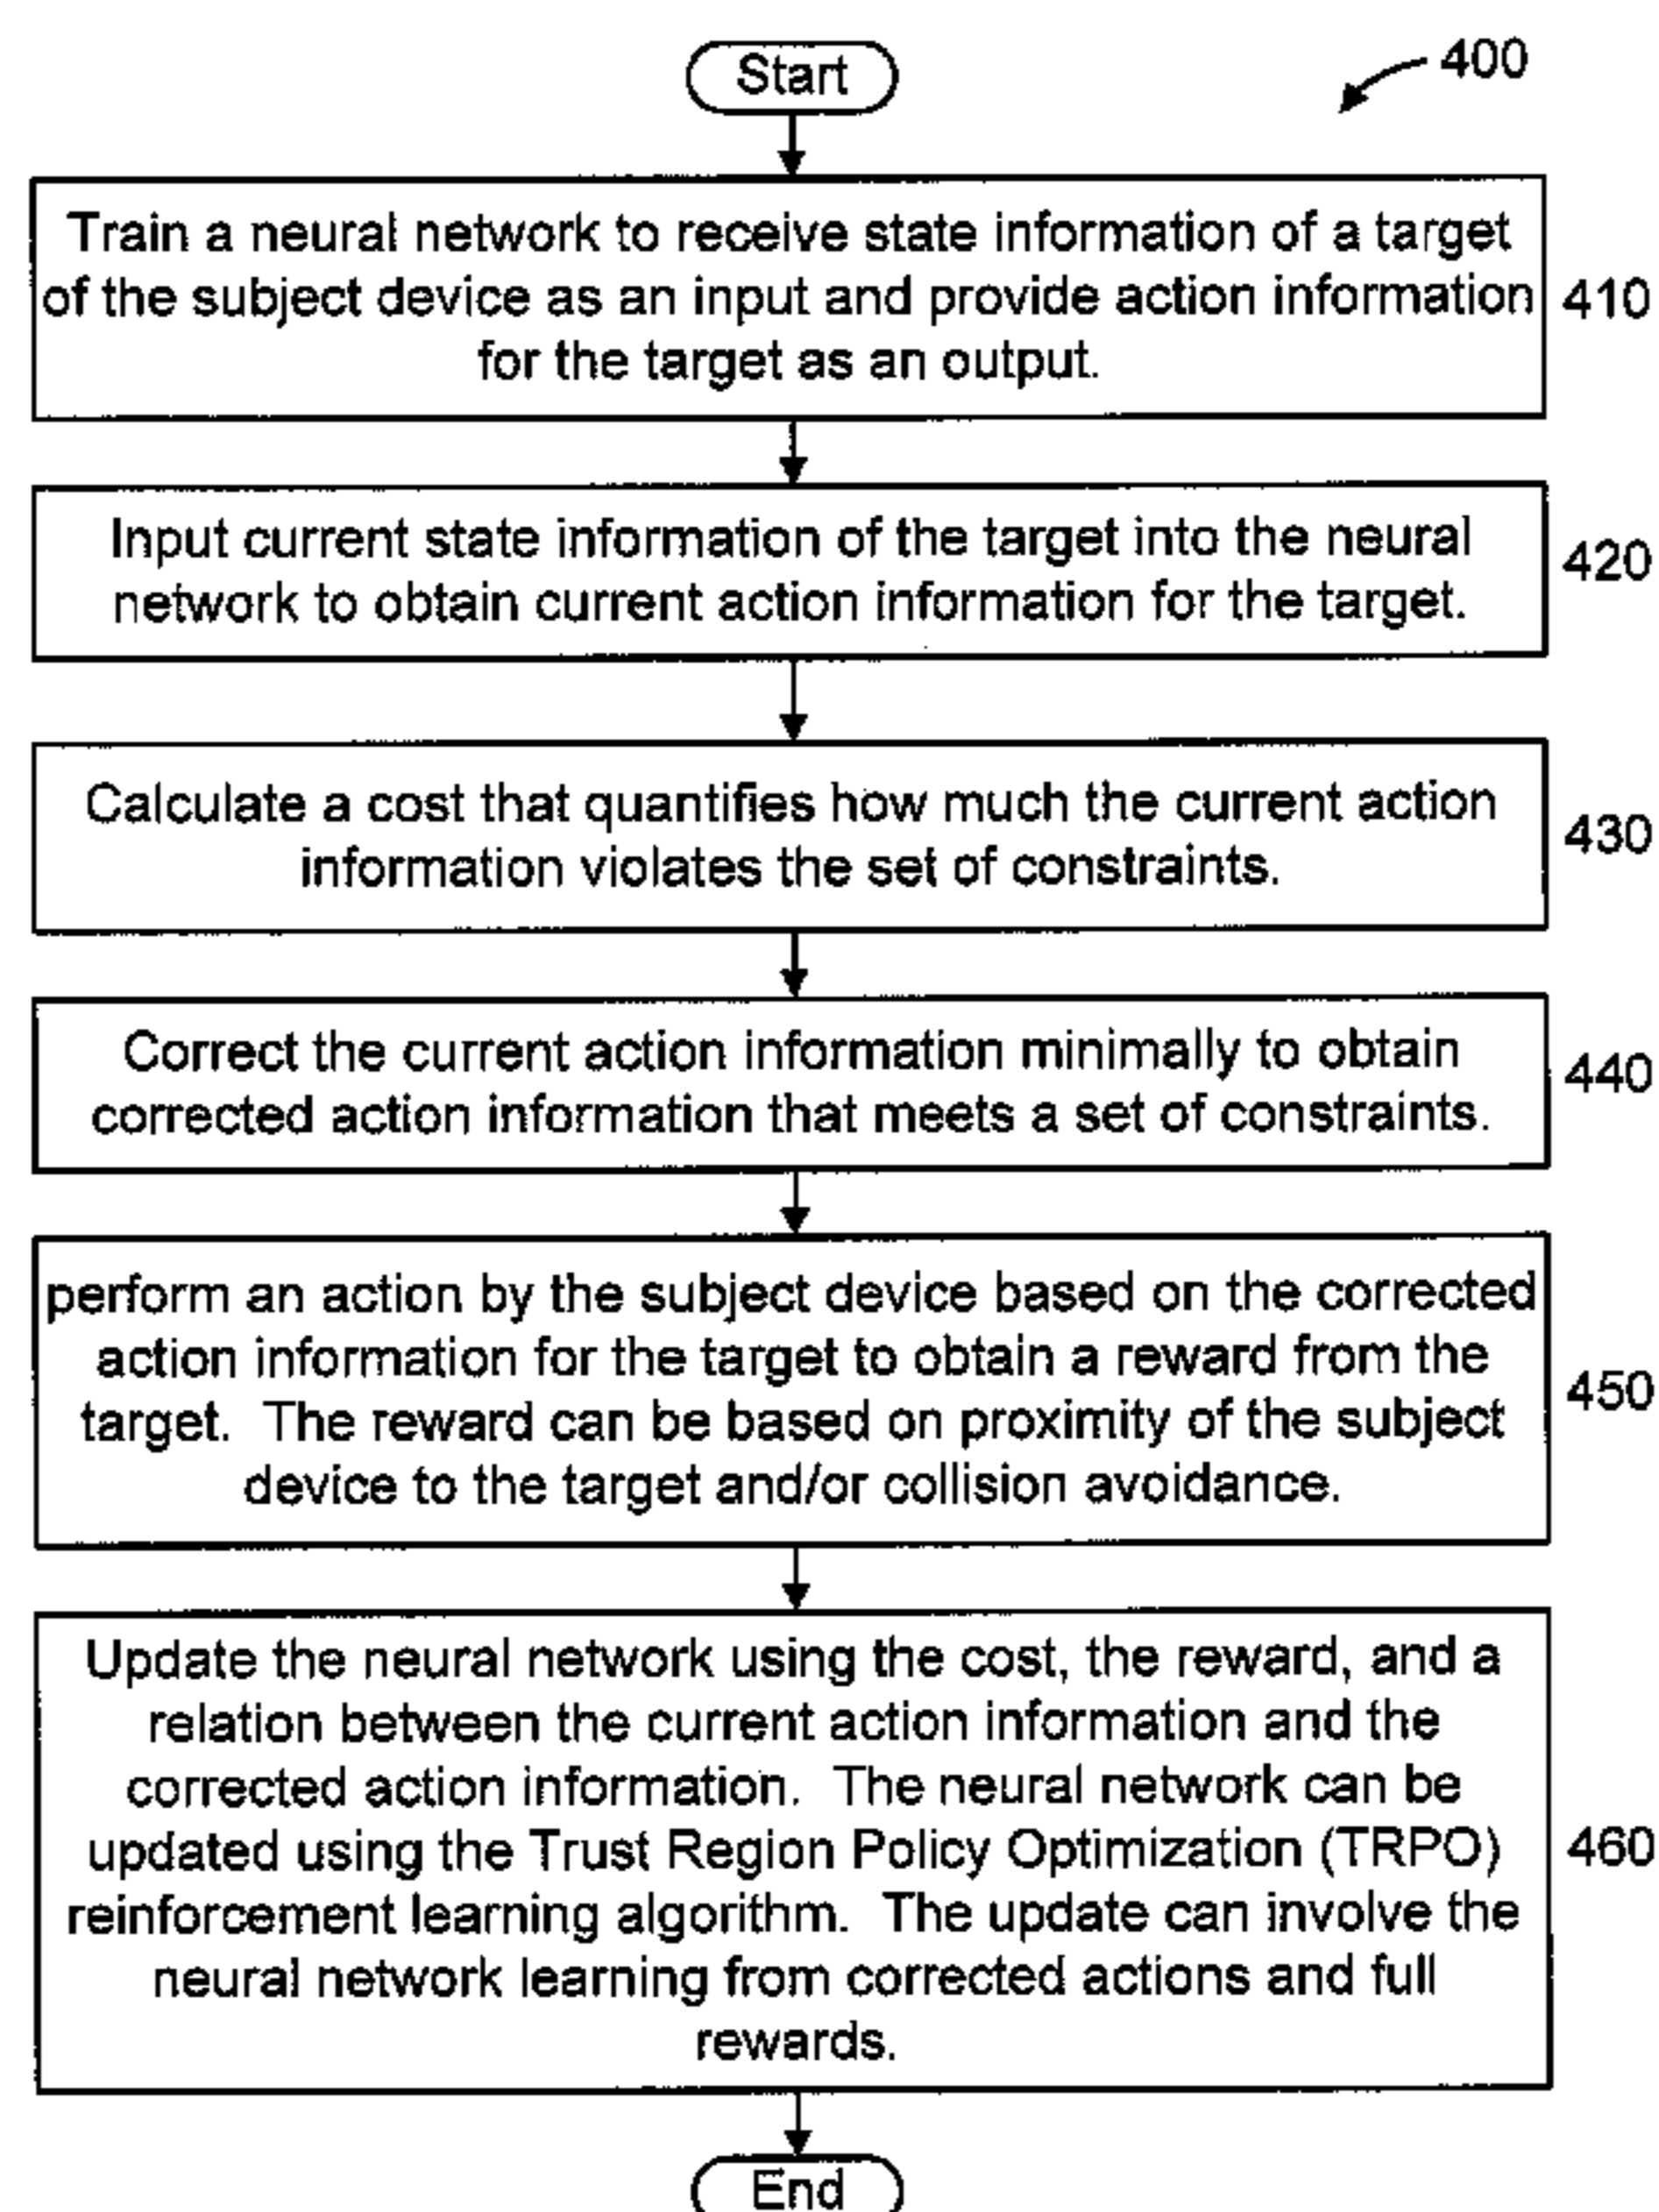 Start
400
Train a neural network to receive state information of a target
of the subject device as an input and provide action information
for the target as an output.
410
Input current state information of the target into the neural
network to obtain current action information for the target.
420
Calculate a cost that quantifies how much the current action
information violates the set of constraints.
430
Correct the current action information minimally to obtain
corrected action information that meets a set of constraints.
440
perform an action by the subject device based on the corrected
action information for the target to obtain a reward from the
target. The reward can be based on proximity of the subject
device to the target and/or collision avoidance.
450
Update the neural network using the cost, the reward, and a
relation between the current action information and the
corrected action information. The neural network can be
updated using the Trust Region Policy Optimization (TRPO)
reinforcement learning algorithm. The update can involve the
neural network learning from corrected actions and full
rewards.
460
End